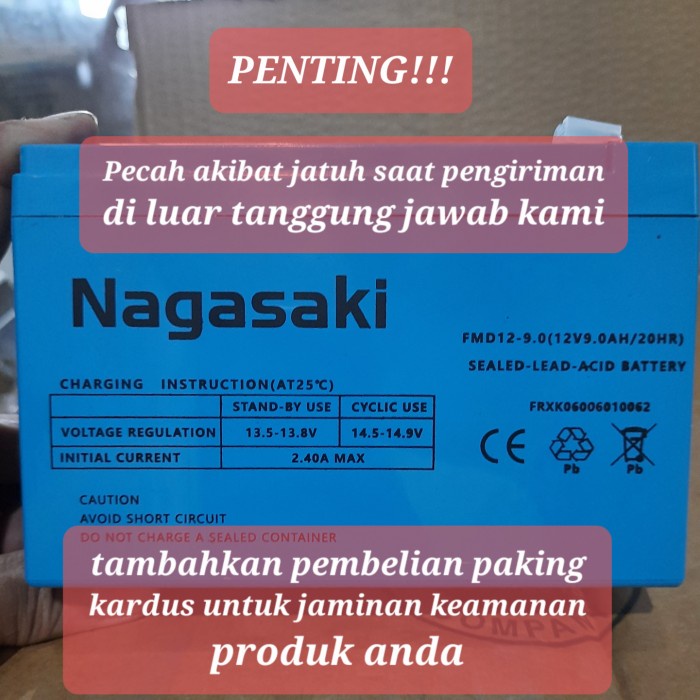 PENTING!!!
Pecah akibat jatuh saat pengiriman
di luar tanggung jawab kami
Nagasaki
FMD12-9.0(12V9.0AH/20HR)
SEALED-LEAD-ACID BATTERY
CHARGING INSTRUCTION(AT25℃)
STAND-BY USE CYCLIC USE
VOLTAGE REGULATION 13.5-13.8V 14.5-14.9V
INITIAL CURRENT 2.40A MAX
FRXK06006010062
CE
Pb Pb
CAUTION
AVOID SHORT CIRCUIT
DO NOT CHARGE A SEALED CONTAINER
tambahkan pembelian paking
kardus untuk jaminan keamanan
produk anda